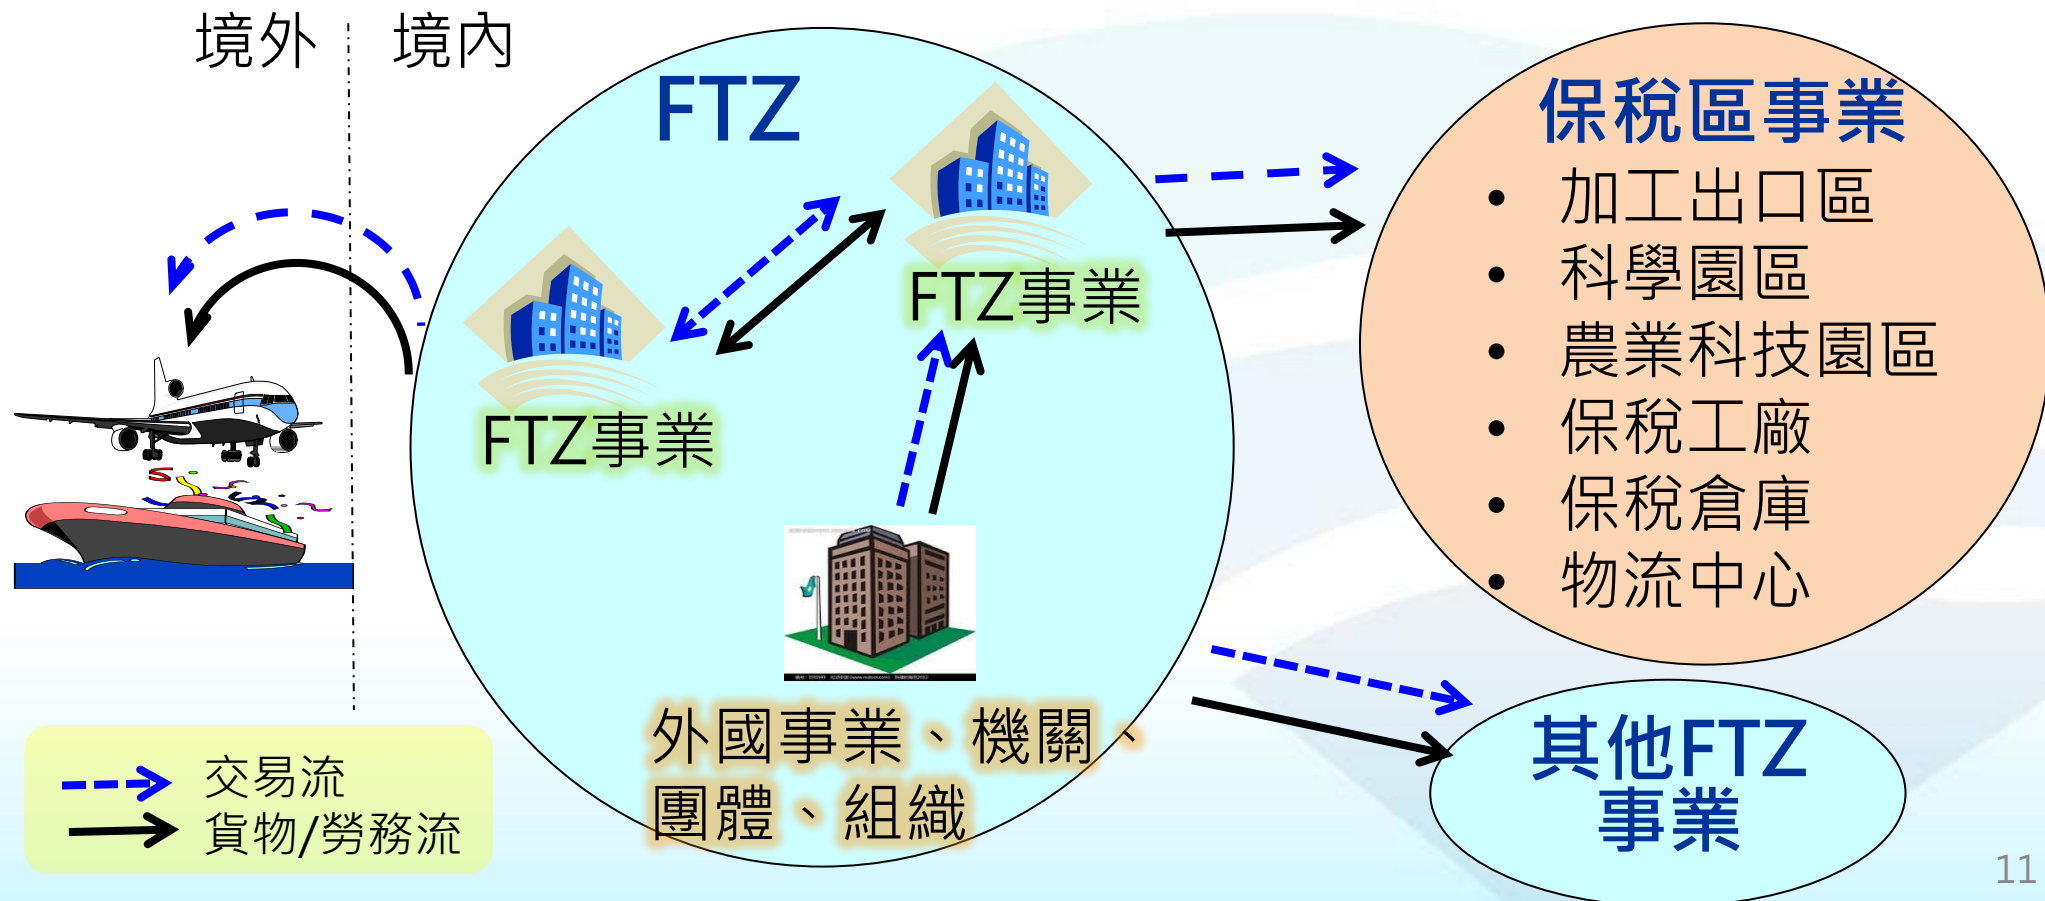 境外 境內
FTZ
FTZ事業
FTZ事業
外國事業、機關、
團體、組織
保稅區事業
• 加工出口區
• 科學園區
• 農業科技園區
• 保稅工廠
• 保稅倉庫
• 物流中心
其他FTZ
事業
交易流
貨物/勞務流
11